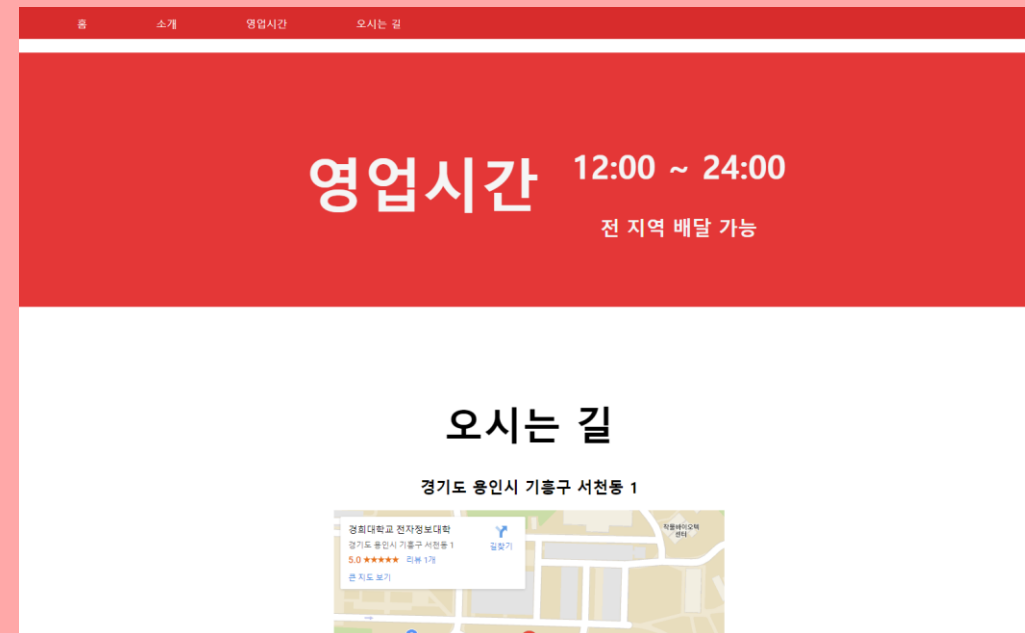 홈 소개 영업시간 오시는 길
영업시간
12:00 ~ 24:00
전 지역 배달 가능
오시는 길
경기도 용인시 기흥구 서천동 1
경희대학교 전자정보대학
경기도 용인시 기흥구 서천동 1
5.0 ★★★★★ 리뷰 1개
큰 지도 보기
길찾기
센터